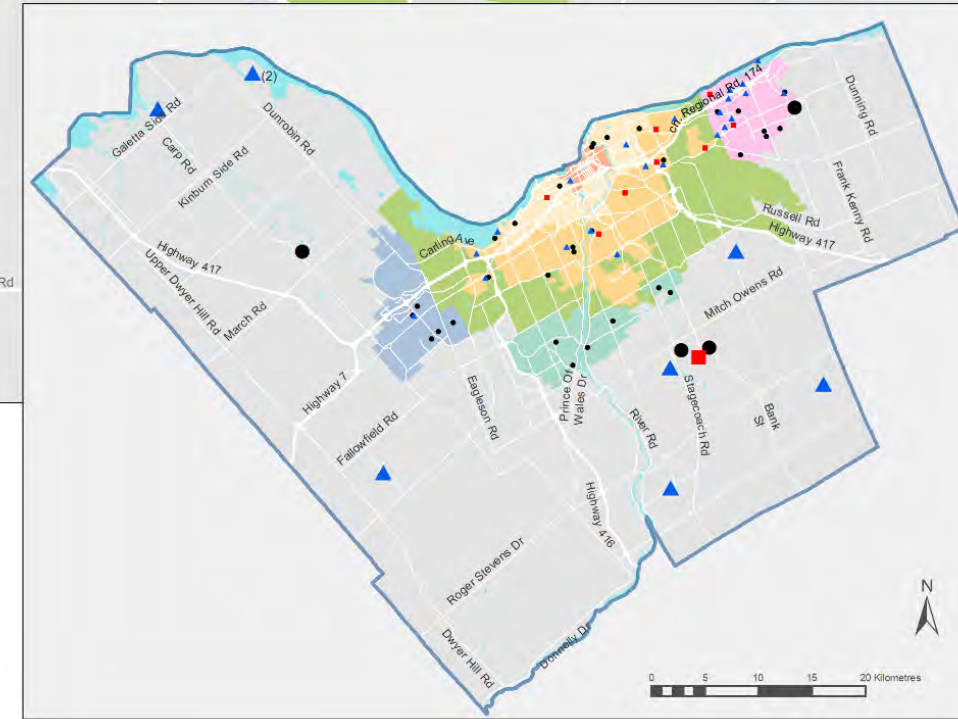 (2)
Galetta Side Rd
Carp Rd
Dunrobin Rd
Kinburn Side Rd
Regional Rd. 174
Dunning Rd
Frank Kenny Rd
Russell Rd
Highway 417
Carling Ave
Highway 417
Upper Dwyer Hill Rd
March Rd
Rd
Mitch Owens Rd
Highway 7
Eagleson Rd
Prince Of
Wales Dr
Stagecoach Rd
Bank
St
River Rd
Fallowfield Rd
Highway 416
Roger Stevens Dr
Dwyer Hill Rd
Donnelly Dr
N
0 5 10 15 20 Kilometres